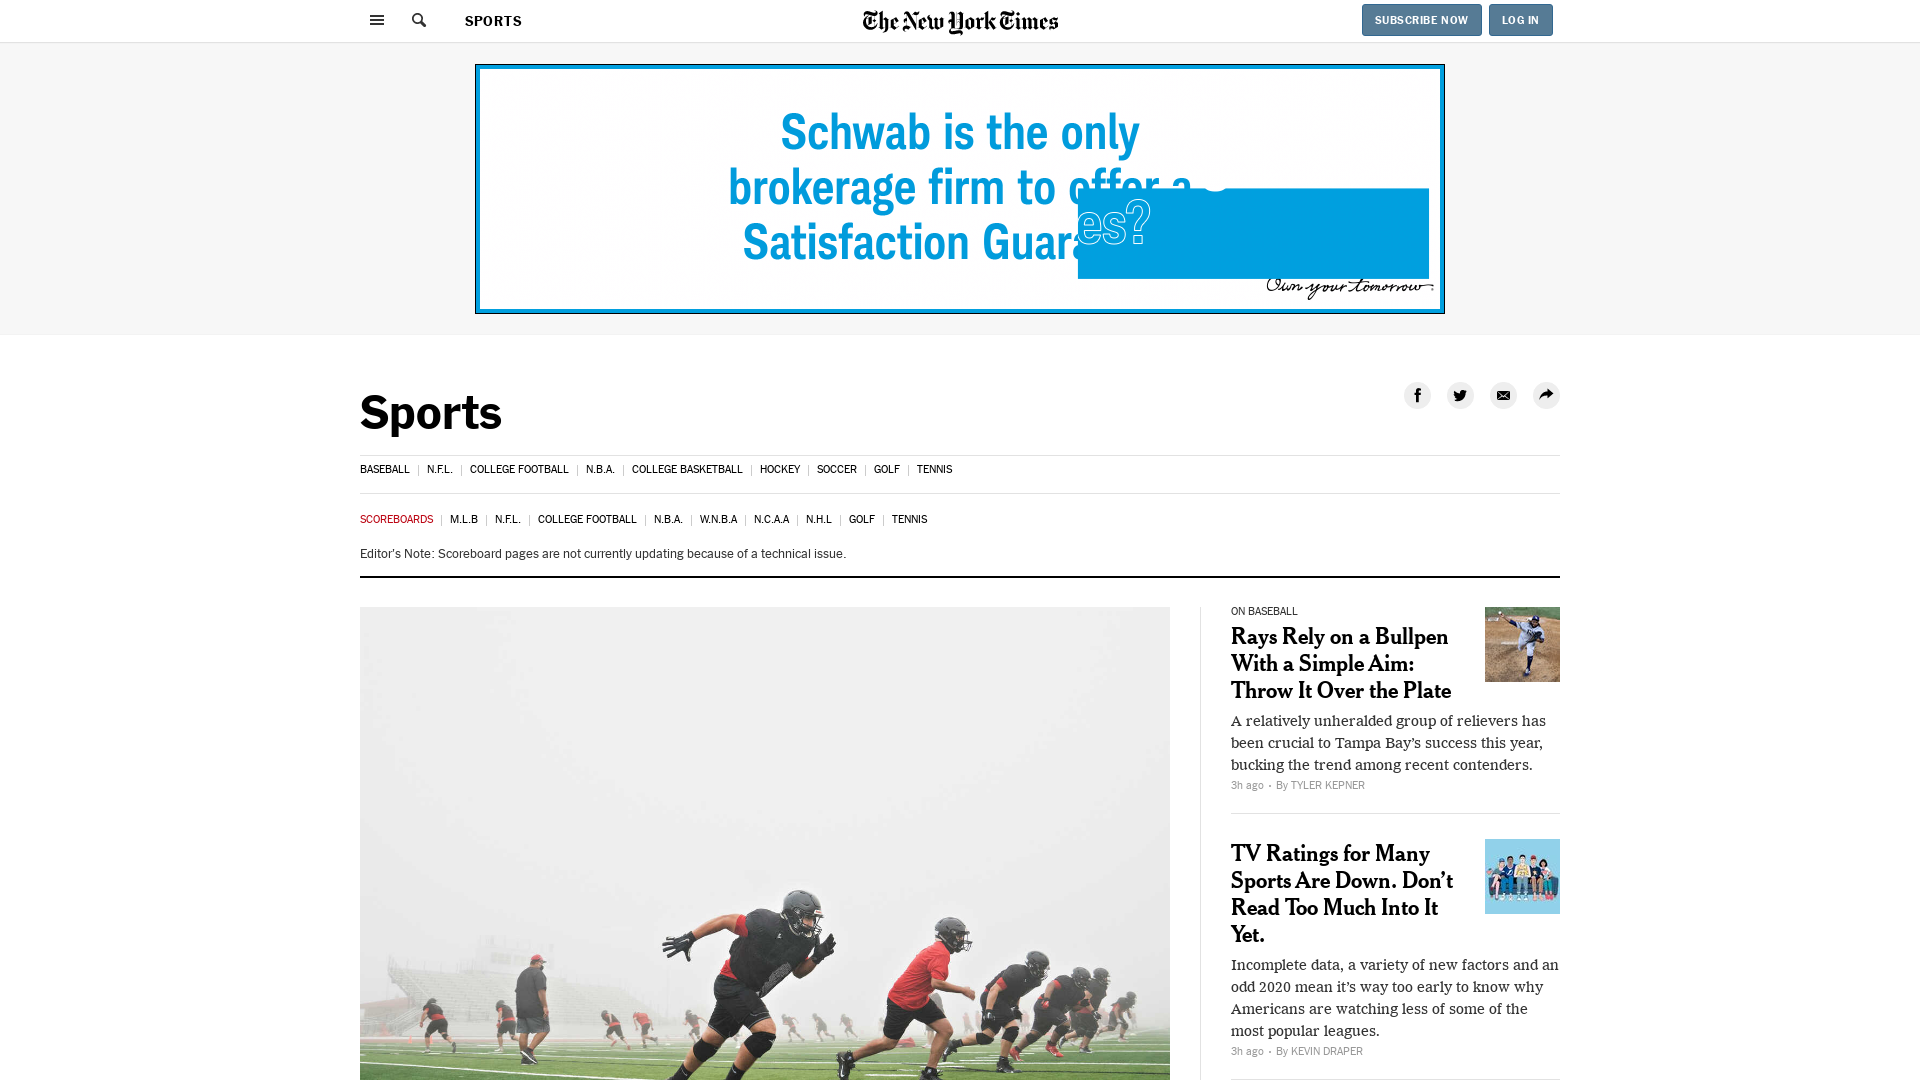 SPORTS
The New York Times
SUBSCRIBE NOW
LOG IN
Schwab is the only
brokerage firm to offer a
Satisfaction
es?
Own your tomorrow.
Sports
BASEBALL
N.F.L.
COLLEGE FOOTBALL
N.B.A.
COLLEGE BASKETBALL
HOCKEY
SOCCER
GOLF
TENNIS
SCOREBOARDS
M.L.B
N.F.L.
COLLEGE FOOTBALL
N.B.A.
W.N.B.A
N.C.A.A
N.H.L
GOLF
TENNIS
Editor's Note: Scoreboard pages are not currently updating because of a technical issue.
ON BASEBALL
Rays Rely on a Bullpen
With a Simple Aim:
Throw It Over the Plate
A relatively unheralded group of relievers has
been crucial to Tampa Bay’s success this year,
bucking the trend among recent contenders.
3h ago • By TYLER KEPNER
TV Ratings for Many
Sports Are Down. Don’t
Read Too Much Into It
Yet.
Incomplete data, a variety of new factors and an
odd 2020 mean it’s way too early to know why
Americans are watching less of some of the
most popular leagues.
3h ago • By KEVIN DRAPER